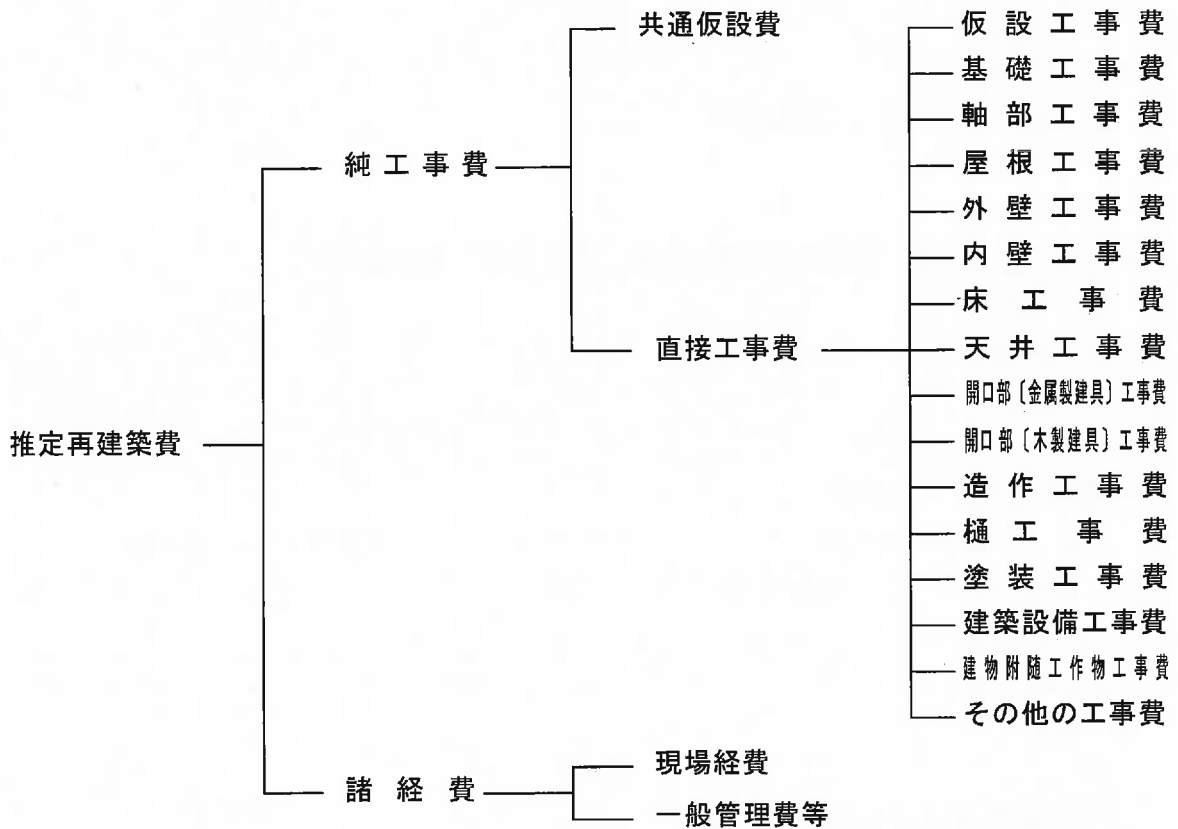 推定再建築費
純工事費
共通仮設費
直接工事費
仮設工事費
基礎工事費
軸部工事費
屋根工事費
外壁工事費
内壁工事費
床工事費
天井工事費
開口部〔金属製建具〕工事費
開口部〔木製建具〕工事費
造作工事費
樋工事費
塗装工事費
建築設備工事費
建物附随工作物工事費
その他の工事費
諸経費
現場経費
一般管理費等